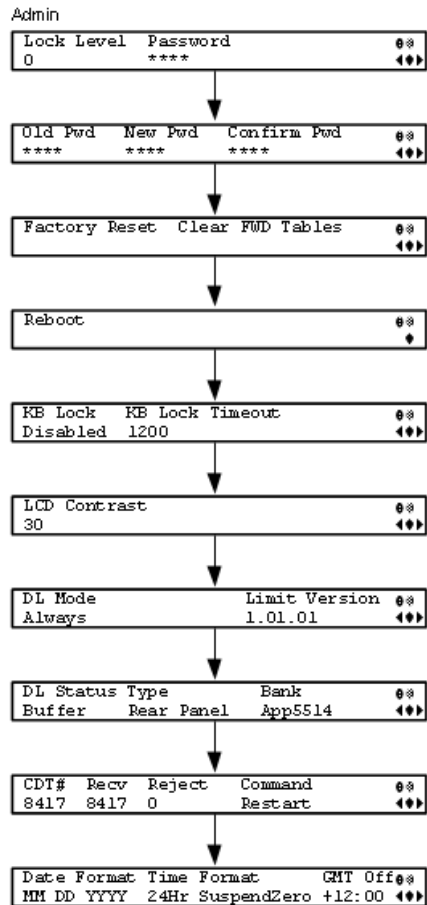 Admin
Lock Level Password
0 ****
Old Pwd New Pwd Confirm Pwd
**** **** ****
Factory Reset Clear FWD Tables
Reboot
KB Lock KB Lock Timeout
Disabled 1200
LCD Contrast
30
DL Mode Limit Version
Always 1.01.01
DL Status Type Bank
Buffer Rear Panel App5514
CDT# Recv Reject Command
8417 8417 0 Restart
Date Format Time Format GMT Off
MM DD YYYY 24Hr SuspendZero +12:00